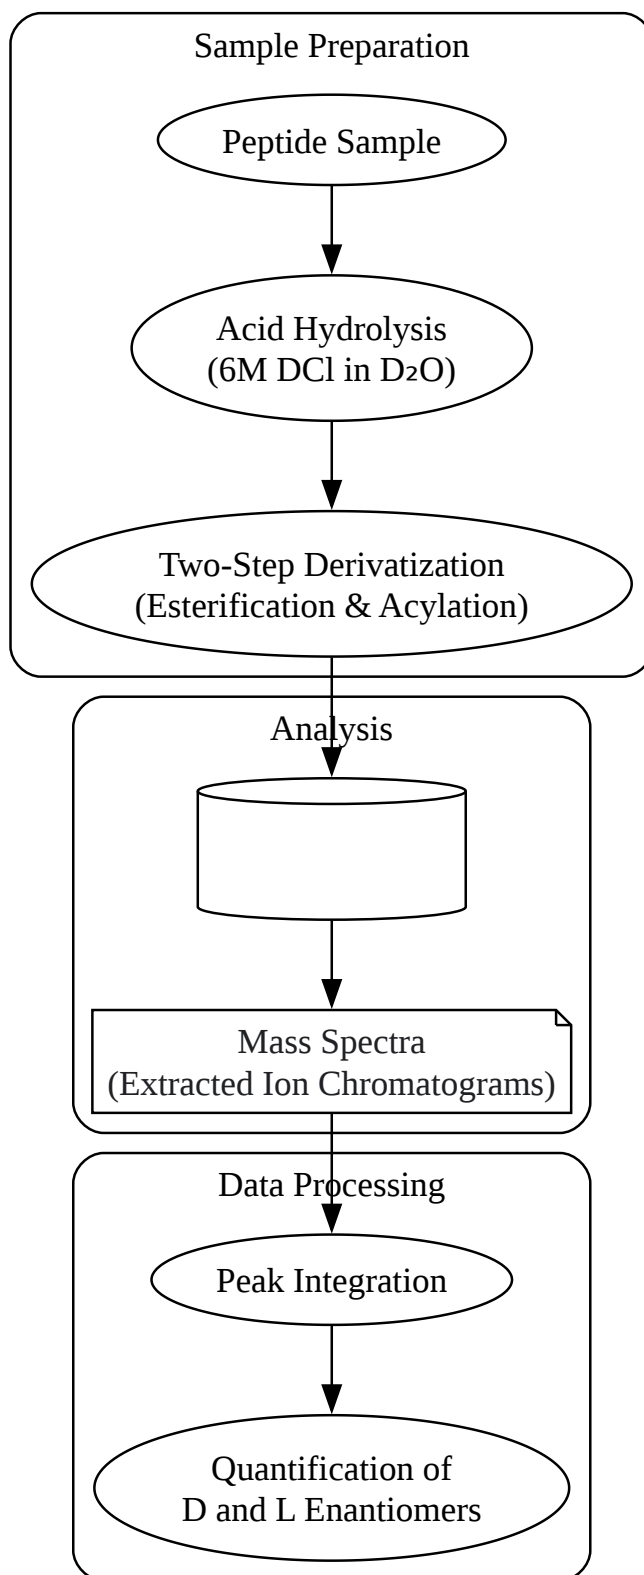 Sample Preparation
Peptide Sample
Acid Hydrolysis
(6M DCl in D₂O)
Two-Step Derivatization
(Esterification & Acylation)
Analysis
Mass Spectra
(Extracted Ion Chromatograms)
Data Processing
Peak Integration
Quantification of
D and L Enantiomers